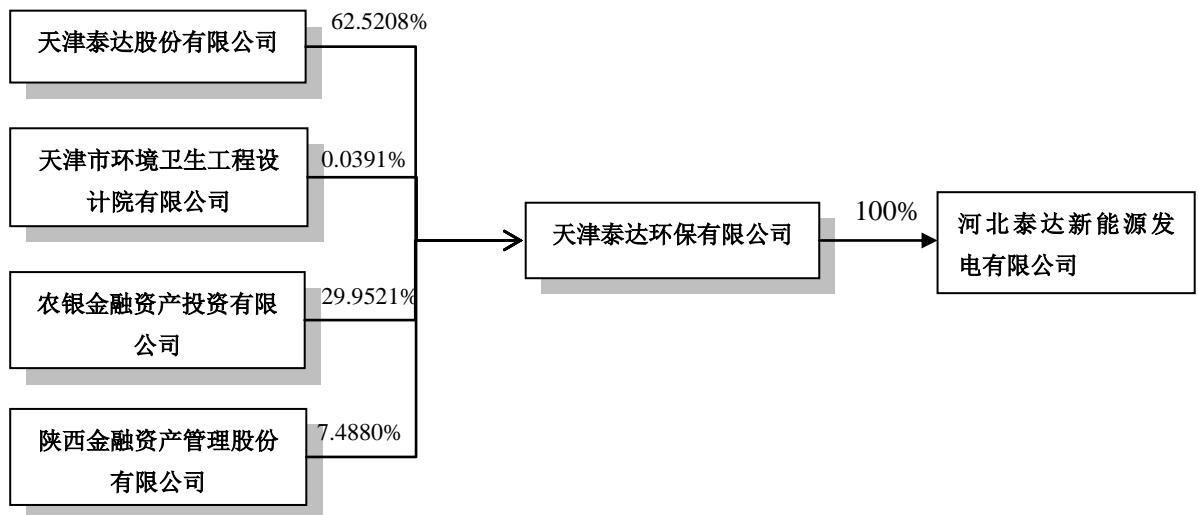 天津泰达股份有限公司
62.5208%
天津市环境卫生工程设
计院有限公司
0.0391%
农银金融资产投资有限
公司
29.9521%
陕西金融资产管理股份
有限公司
7.4880%
天津泰达环保有限公司
100%
河北泰达新能源发
电有限公司